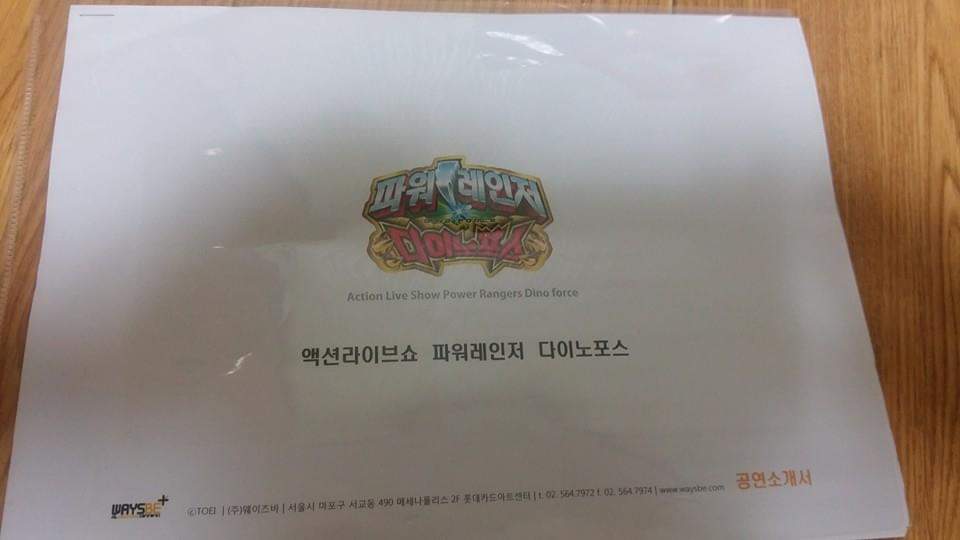 파워레인저
다이노포스
Action Live Show Power Rangers Dino force
액션라이브쇼 파워레인저 다이노포스
공연소개서
WAYSBE+
ⓒTOEI | (주)웨이즈비 | 서울시 마포구 서교동 490 메세나폴리스 2F 롯데카드아트센터 | t. 02. 564.7972 f. 02. 564.7974 | www.waysbe.com